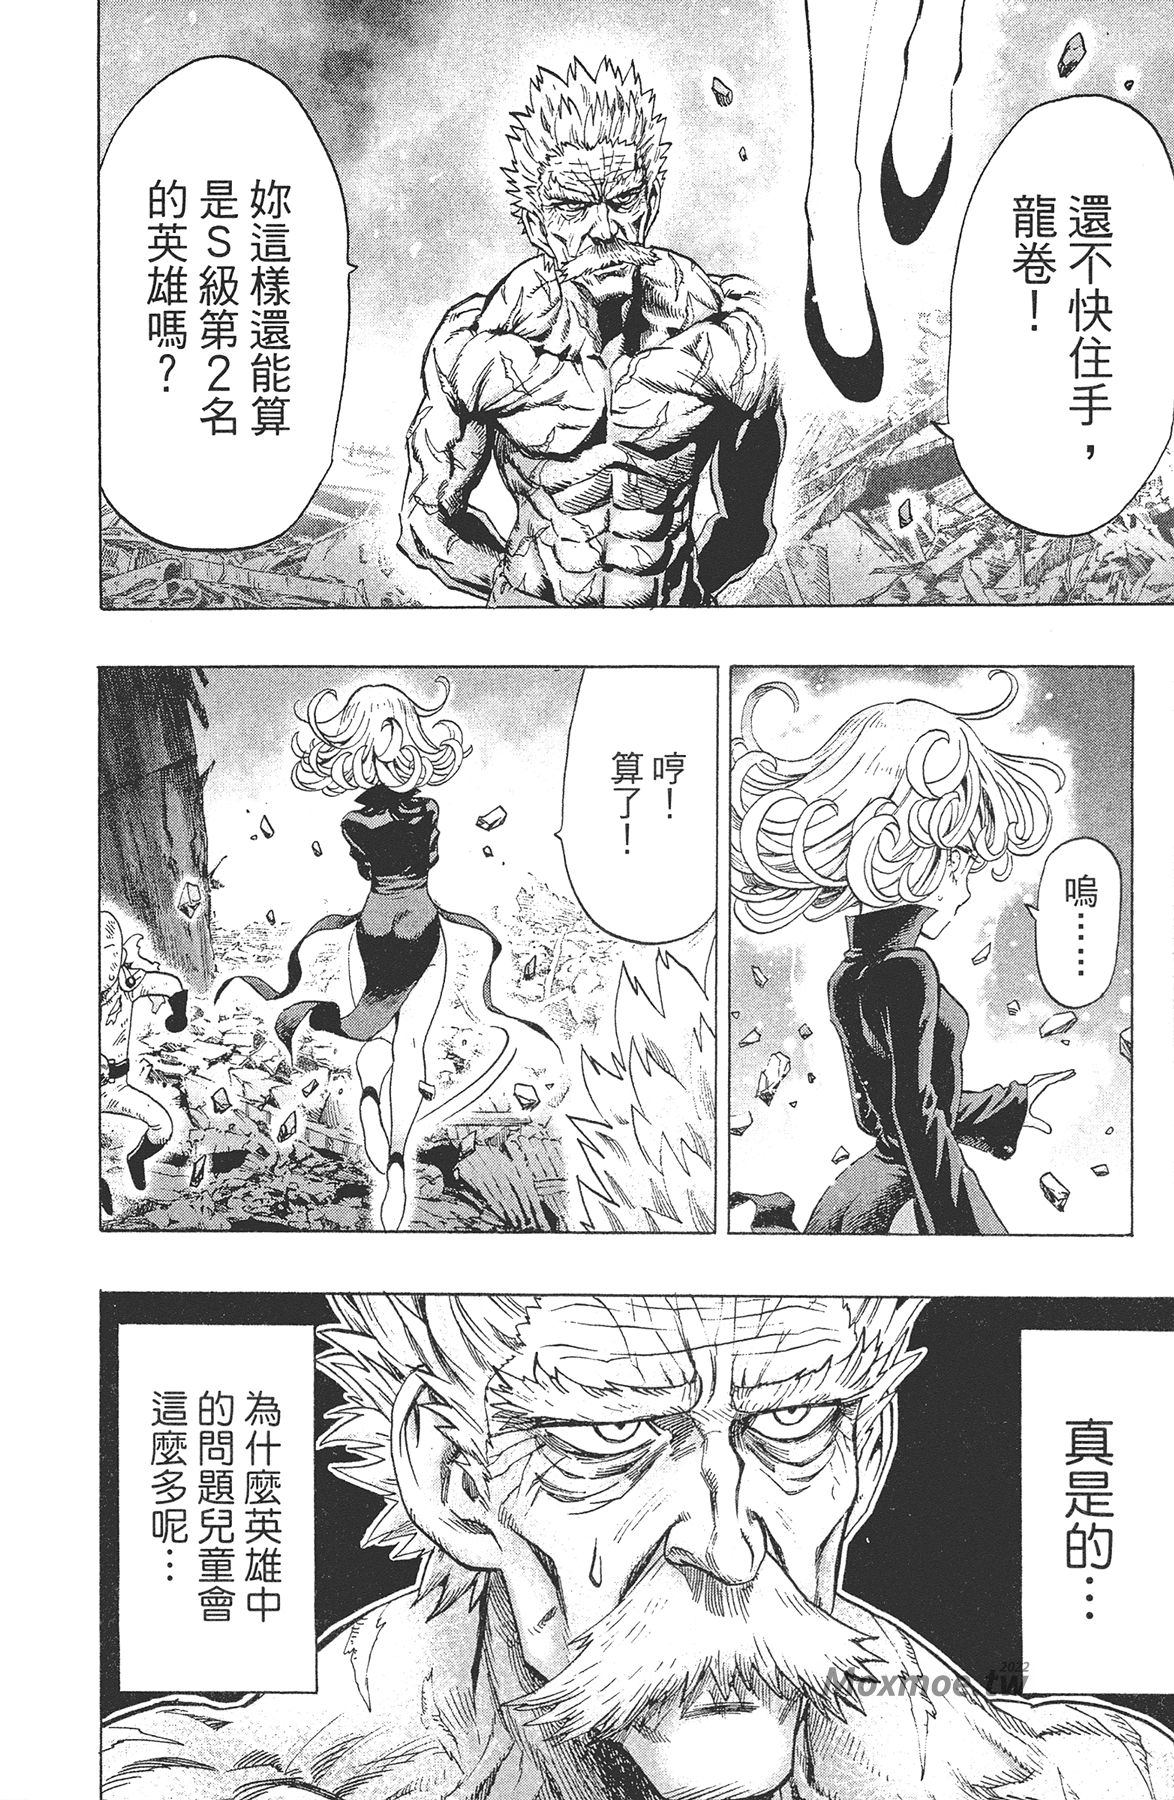 還不快住手，
龍卷！
妳這樣還能算
是S級第2名
的英雄嗎？
嗚……
哼！
算了！
真是的…
為什麼英雄中
的問題兒童會
這麼多呢…
2022
Moxmoe.tw